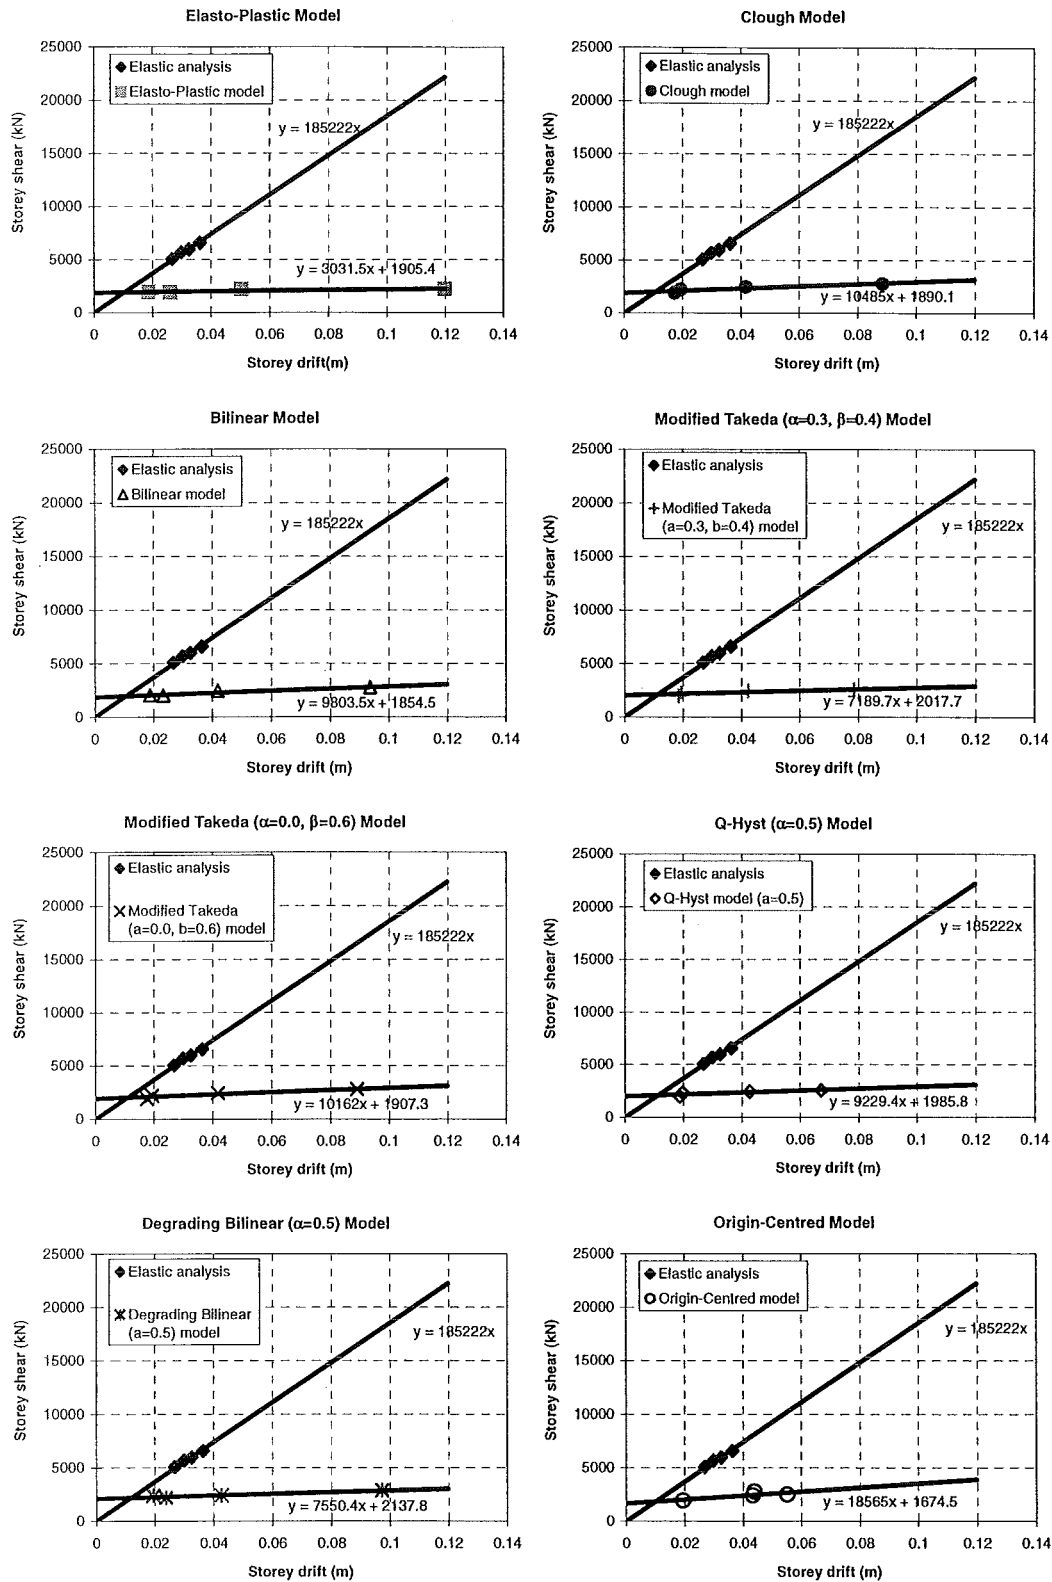 Elasto-Plastic Model
25000
20000
15000
10000
5000
0
Storey shear (kN)
Elastic analysis
Elasto-Plastic model
y = 185222x
y = 3031.5x + 1905.4
0 0.02 0.04 0.06 0.08 0.1 0.12 0.14
Storey drift(m)
Clough Model
25000
20000
15000
10000
5000
0
Storey shear (kN)
Elastic analysis
Clough model
y = 185222x
y = 10485x + 1890.1
0 0.02 0.04 0.06 0.08 0.1 0.12 0.14
Storey drift (m)
Bilinear Model
25000
20000
15000
10000
5000
0
Storey shear (kN)
Elastic analysis
Bilinear model
y = 185222x
y = 9803.5x + 1854.5
0 0.02 0.04 0.06 0.08 0.1 0.12 0.14
Storey drift (m)
Modified Takeda (α=0.3, β=0.4) Model
25000
20000
15000
10000
5000
0
Storey shear (kN)
Elastic analysis
Modified Takeda
(a=0.3, b=0.4) model
y = 185222x
y = 7189.7x + 2017.7
0 0.02 0.04 0.06 0.08 0.1 0.12 0.14
Storey drift (m)
Modified Takeda (α=0.0, β=0.6) Model
25000
20000
15000
10000
5000
0
Storey shear (kN)
Elastic analysis
Modified Takeda
(a=0.0, b=0.6) model
y = 185222x
y = 10162x + 1907.3
0 0.02 0.04 0.06 0.08 0.1 0.12 0.14
Storey drift (m)
Q-Hyst (α=0.5) Model
25000
20000
15000
10000
5000
0
Storey shear (kN)
Elastic analysis
Q-Hyst model (a=0.5)
y = 185222x
y = 9229.4x + 1985.8
0 0.02 0.04 0.06 0.08 0.1 0.12 0.14
Storey drift (m)
Degrading Bilinear (α=0.5) Model
25000
20000
15000
10000
5000
0
Storey shear (kN)
Elastic analysis
Degrading Bilinear
(a=0.5) model
y = 185222x
y = 7550.4x + 2137.8
0 0.02 0.04 0.06 0.08 0.1 0.12 0.14
Storey drift (m)
Origin-Centred Model
25000
20000
15000
10000
5000
0
Storey shear (kN)
Elastic analysis
Origin-Centred model
y = 185222x
y = 18565x + 1674.5
0 0.02 0.04 0.06 0.08 0.1 0.12 0.14
Storey drift (m)